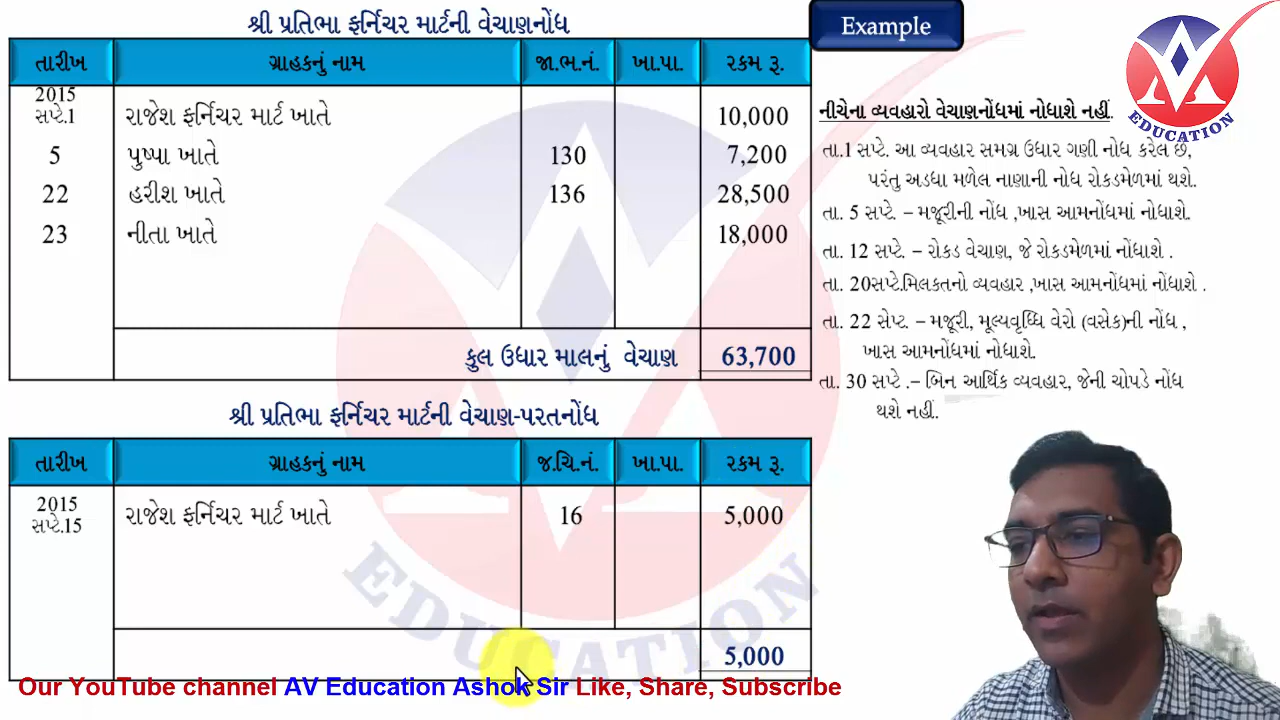 શ્રી પ્રતિભા ફર્નિચર માર્ટની વેચાણનોંધ
તારીખ ગ્રાહકનું નામ જા.ભ.નં. ખા.પા. રકમ રૂ.
2015
સપ્ટે.1 રાજેશ ફર્નિચર માર્ટ ખાતે 10,000
5 પુષ્પા ખાતે 130 7,200
22 હરીશ ખાતે 136 28,500
23 નીતા ખાતે 18,000
કુલ ઉધાર માલનું વેચાણ 63,700
શ્રી પ્રતિભા ફર્નિચર માર્ટની વેચાણ-પરતનોંધ
તારીખ ગ્રાહકનું નામ જ.ચિ.નં. ખા.પા. રકમ રૂ.
2015
સપ્ટે.15 રાજેશ ફર્નિચર માર્ટ ખાતે 16 5,000
5,000
Example
EDUCATION
નીચેના વ્યવહારો વેચાણનોંધમાં નોધાશે નહીં.
તા.1 સપ્ટે. આ વ્યવહાર સમગ્ર ઉધાર ગણી નોધ કરેલ છે,
પરંતુ અડધા મળેલ નાણાની નોધ રોકડમેળમાં થશે.
તા. 5 સપ્ટે. – મજૂરીની નોંધ ,ખાસ આમનોંધમાં નોધાશે.
તા. 12 સપ્ટે. – રોકડ વેચાણ, જે રોકડમેળમાં નોંધાશે .
તા. 20સપ્ટે.મિલકતનો વ્યવહાર ,ખાસ આમનોંધમાં નોંધાશે .
તા. 22 સેપ્ટ. – મજૂરી, મૂલ્યવૃધ્ધિ વેરો (વસેક)ની નોંધ ,
ખાસ આમનોંધમાં નોધાશે.
તા. 30 સપ્ટે .– બિન આર્થિક વ્યવહાર, જેની ચોપડે નોંધ
થશે નહીં.
EDUCATION
Our YouTube channel AV Education Ashok Sir Like, Share, Subscribe